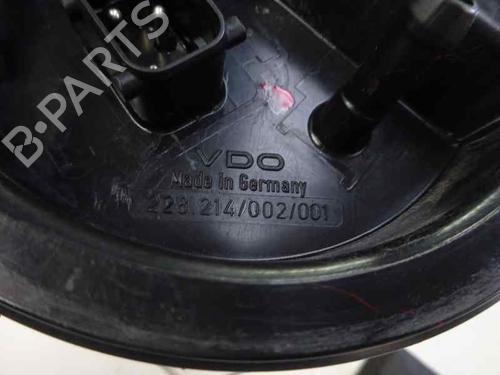 B-PARTS
VDO
Made in Germany
228.214/002/001